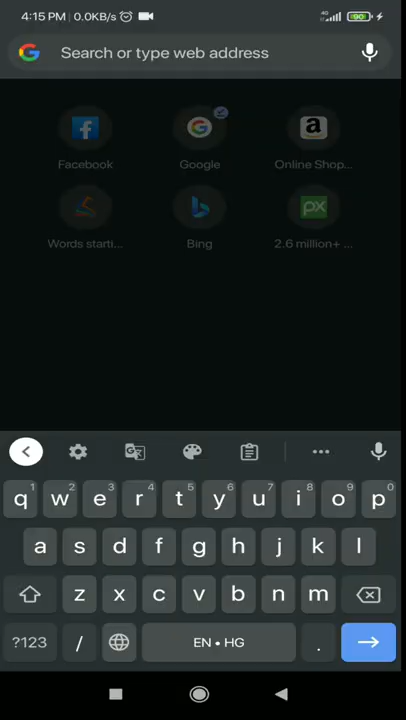 4:15 PM | 0.0KB/s 4G 90
Search or type web address
Facebook Google Online Shop...
Words starti... Bing 2.6 million+ ...
1 2 3 4 5 6 7 8 9 0
q w e r t y u i o p
a s d f g h j k l
z x c v b n m
?123 / EN • HG .